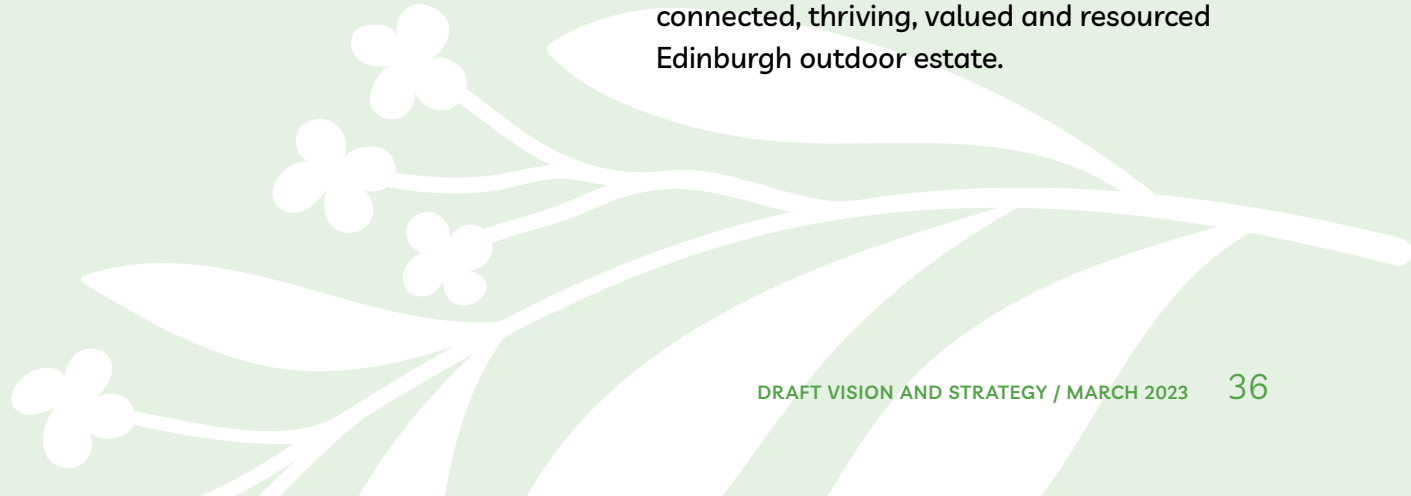 connected, thriving, valued and resourced
Edinburgh outdoor estate.
DRAFT VISION AND STRATEGY / MARCH 2023 36